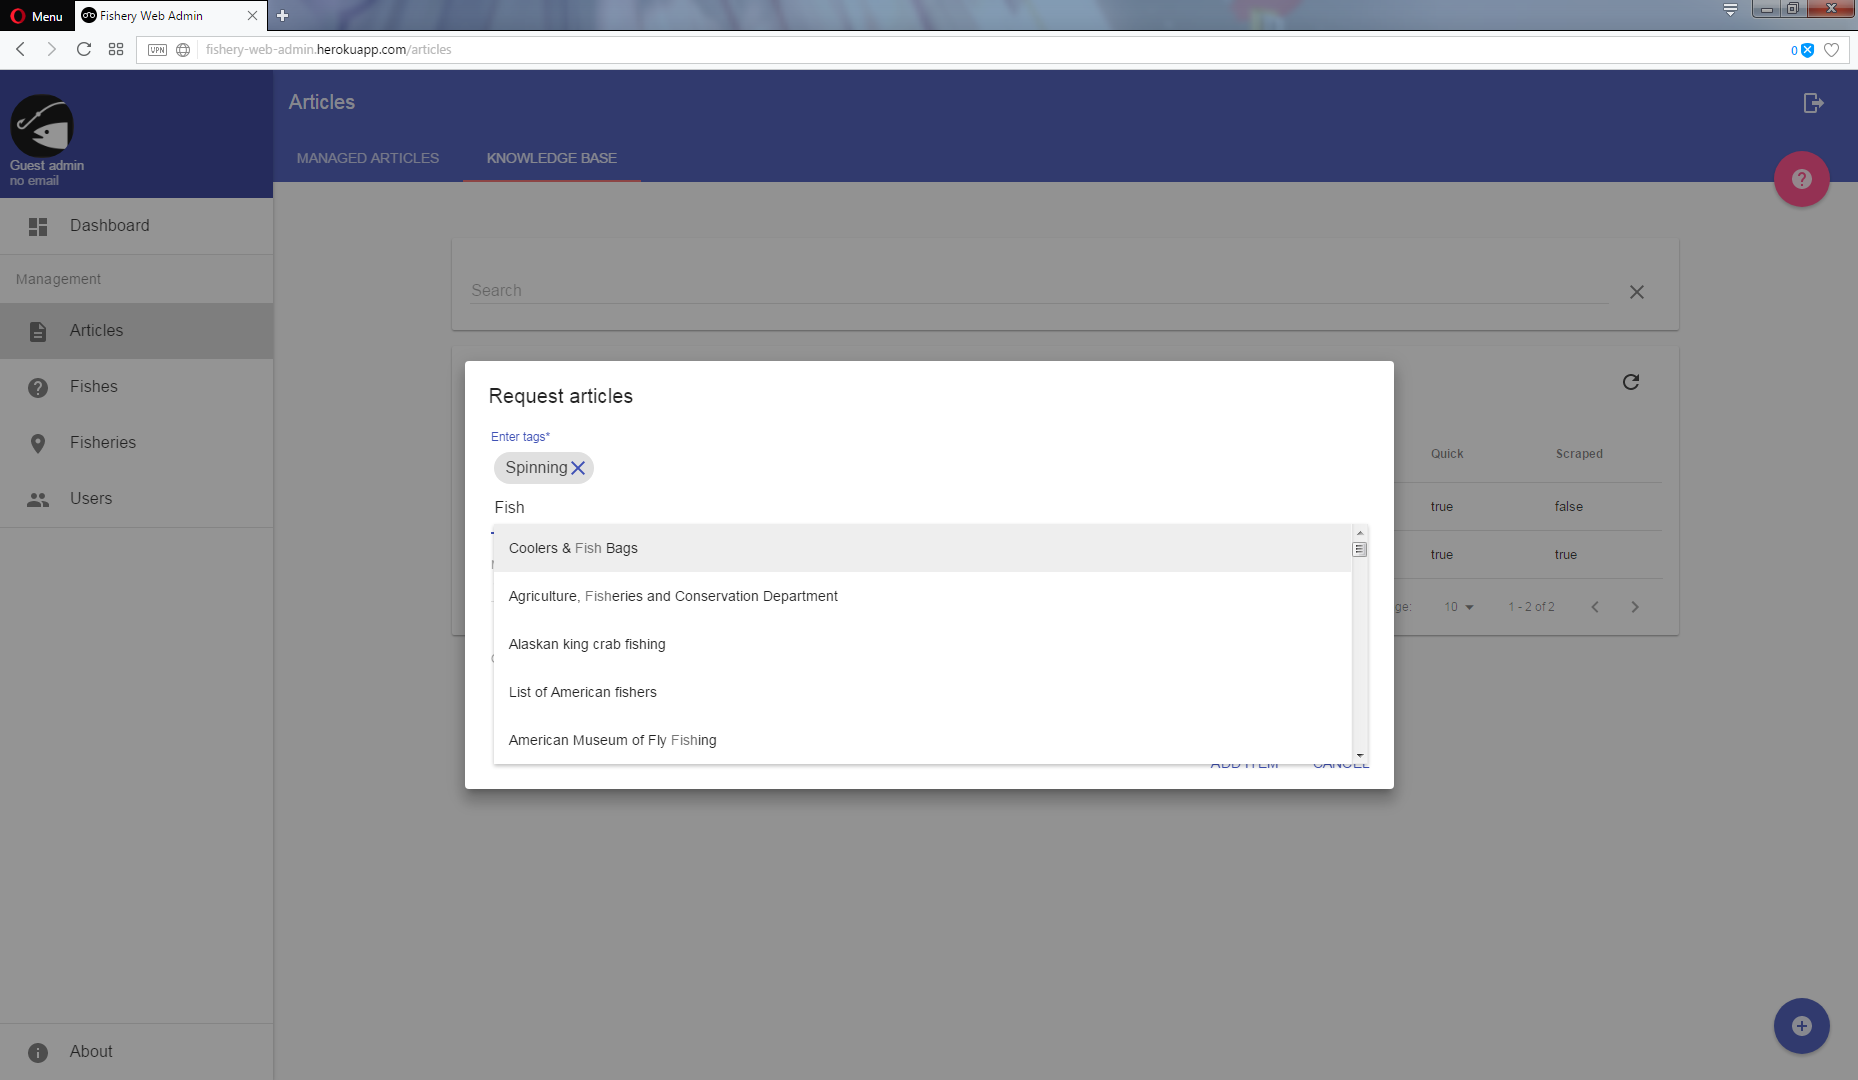 Menu
Fishery Web Admin
VPN
fishery-web-admin.herokuapp.com/articles
0
Guest admin
no email
Articles
MANAGED ARTICLES
KNOWLEDGE BASE
Dashboard
Management
Articles
Fishes
Fisheries
Users
About
Search
Request articles
Enter tags*
Spinning
Fish
Coolers & Fish Bags
Agriculture, Fisheries and Conservation Department
Alaskan king crab fishing
List of American fishers
American Museum of Fly Fishing
ADD ITEM
CANCEL
Quick
Scraped
true
false
true
true
10
1 - 2 of 2